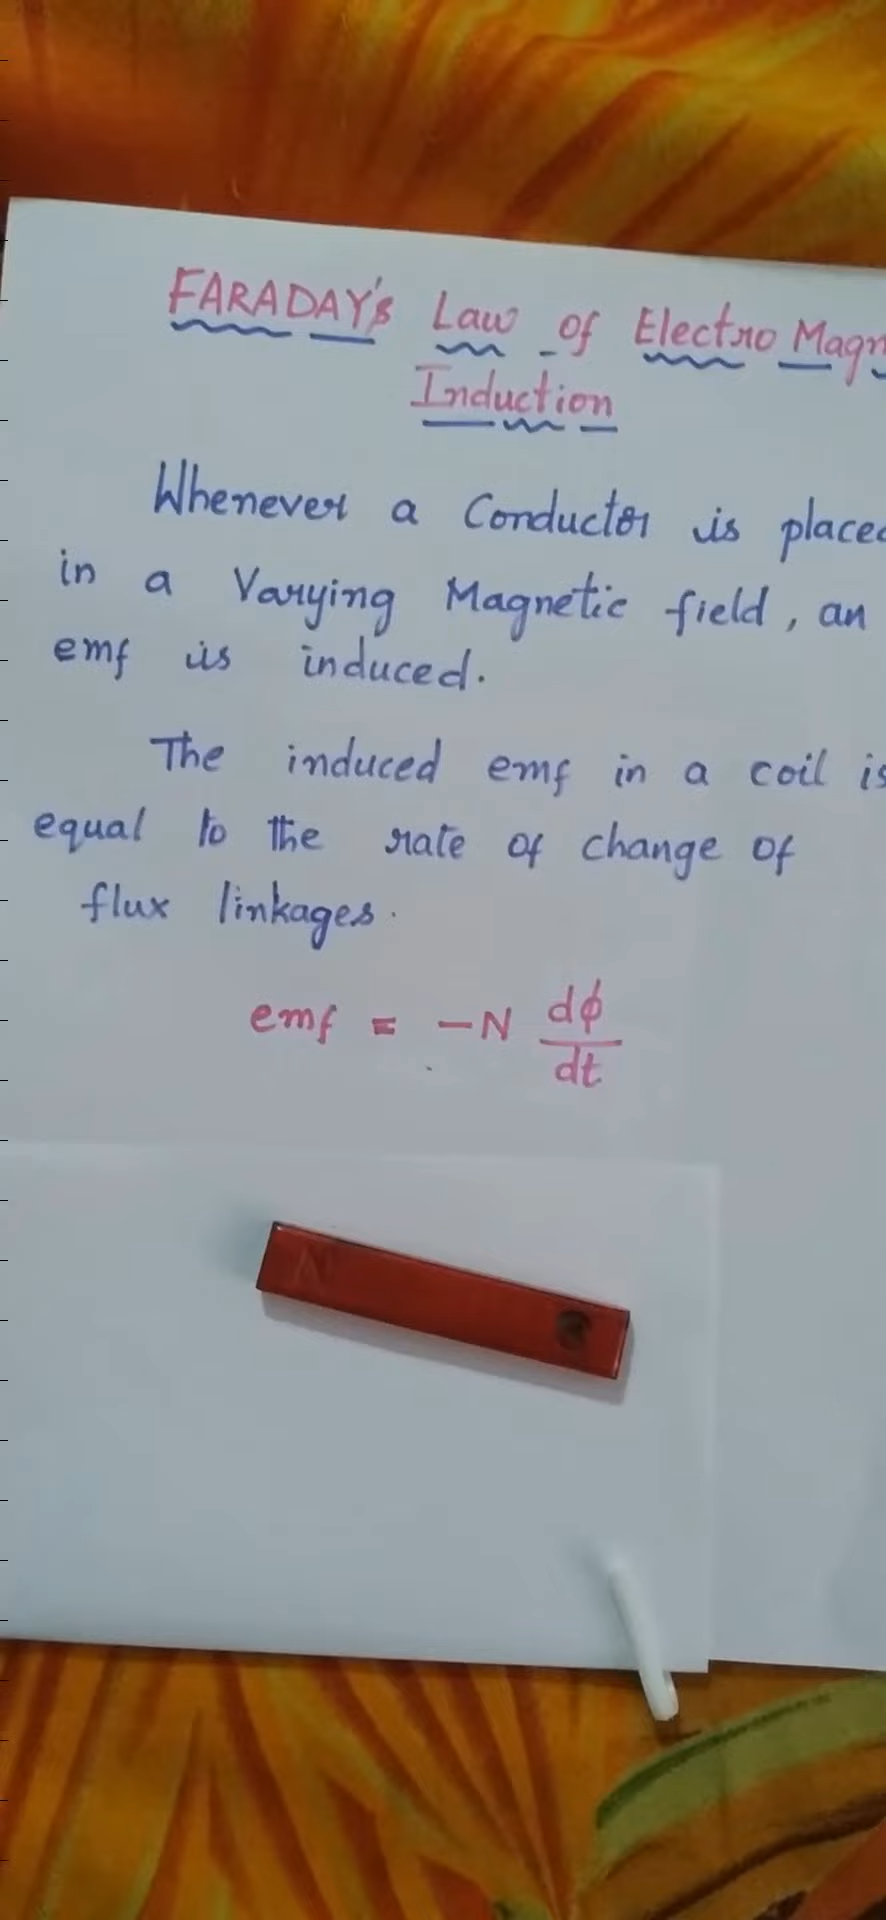 FARADAY's Law of Electro Magn
Induction
Whenever a Conductor is placed
in a Varying Magnetic field, an
emf is induced.
The induced emf in a coil is
equal to the rate of change of
flux linkages.
emf = -N dϕ/dt
N